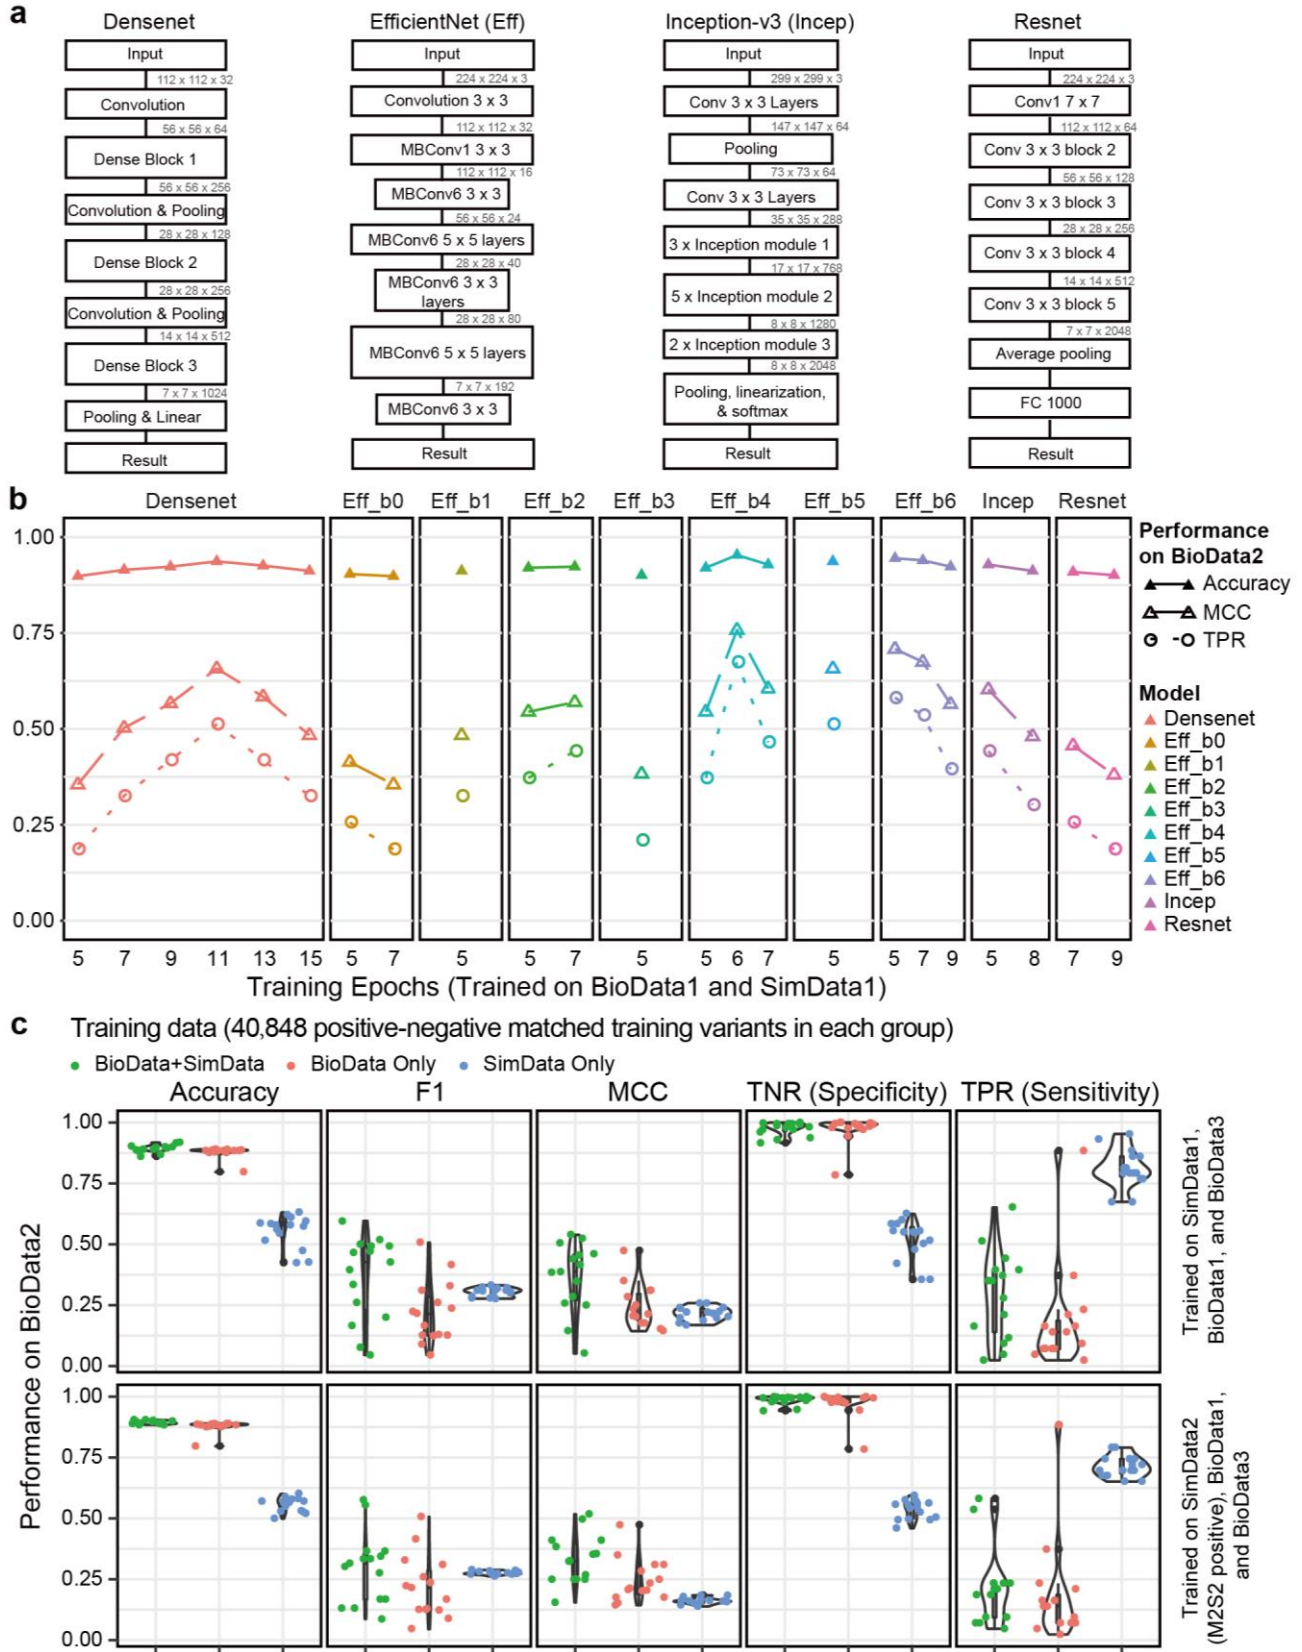 a
Densenet
Input
112 x 112 x 32
Convolution
56 x 56 x 64
Dense Block 1
56 x 56 x 256
Convolution & Pooling
28 x 28 x 128
Dense Block 2
28 x 28 x 256
Convolution & Pooling
14 x 14 x 512
Dense Block 3
7 x 7 x 1024
Pooling & Linear
Result
EfficientNet (Eff)
Input
224 x 224 x 3
Convolution 3 x 3
112 x 112 x 32
MBConv1 3 x 3
112 x 112 x 16
MBConv6 3 x 3
56 x 56 x 24
MBConv6 5 x 5 layers
28 x 28 x 40
MBConv6 3 x 3
layers
28 x 28 x 80
MBConv6 5 x 5 layers
7 x 7 x 192
MBConv6 3 x 3
Result
Inception-v3 (Incep)
Input
299 x 299 x 3
Conv 3 x 3 Layers
147 x 147 x 64
Pooling
73 x 73 x 64
Conv 3 x 3 Layers
35 x 35 x 288
3 x Inception module 1
17 x 17 x 768
5 x Inception module 2
8 x 8 x 1280
2 x Inception module 3
8 x 8 x 2048
Pooling, linearization,
& softmax
Result
Resnet
Input
224 x 224 x 3
Conv1 7 x 7
112 x 112 x 64
Conv 3 x 3 block 2
56 x 56 x 128
Conv 3 x 3 block 3
28 x 28 x 256
Conv 3 x 3 block 4
14 x 14 x 512
Conv 3 x 3 block 5
7 x 7 x 2048
Average pooling
FC 1000
Result
b
Densenet Eff_b0 Eff_b1 Eff_b2 Eff_b3 Eff_b4 Eff_b5 Eff_b6 Incep Resnet
1.00
0.75
0.50
0.25
0.00
5 7 9 11 13 15 5 7 5 5 7 5 5 6 7 5 5 7 9 5 8 7 9
Training Epochs (Trained on BioData1 and SimData1)
Performance
on BioData2
Accuracy
MCC
TPR
Model
Densenet
Eff_b0
Eff_b1
Eff_b2
Eff_b3
Eff_b4
Eff_b5
Eff_b6
Incep
Resnet
c
Training data (40,848 positive-negative matched training variants in each group)
BioData+SimData BioData Only SimData Only
Accuracy F1 MCC TNR (Specificity) TPR (Sensitivity)
Performance on BioData2
1.00
0.75
0.50
0.25
0.00
Trained on SimData1,
BioData1, and BioData3
1.00
0.75
0.50
0.25
0.00
Trained on SimData2
(M2S2 positive), BioData1,
and BioData3